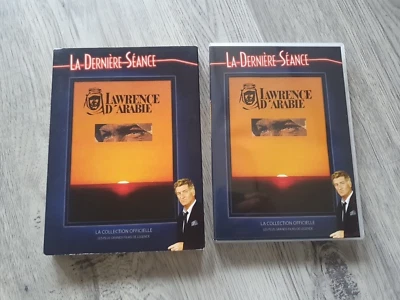 LA DERNIÈRE SÉANCE
LAWRENCE
D'ARABIE
LA COLLECTION OFFICIELLE
LA DERNIÈRE SÉANCE
LAWRENCE
D'ARABIE
LA COLLECTION OFFICIELLE